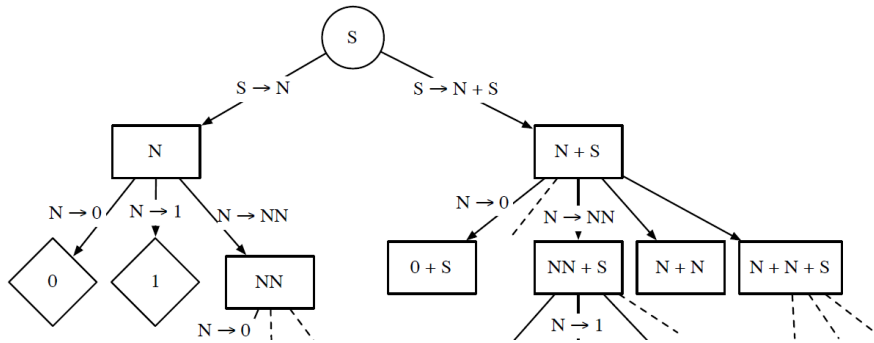 S
S → N
S → N + S
N
N + S
N → 0
N → 1
N → NN
N → 0
N → NN
0
1
NN
0 + S
NN + S
N + N
N + N + S
N → 0
N → 1